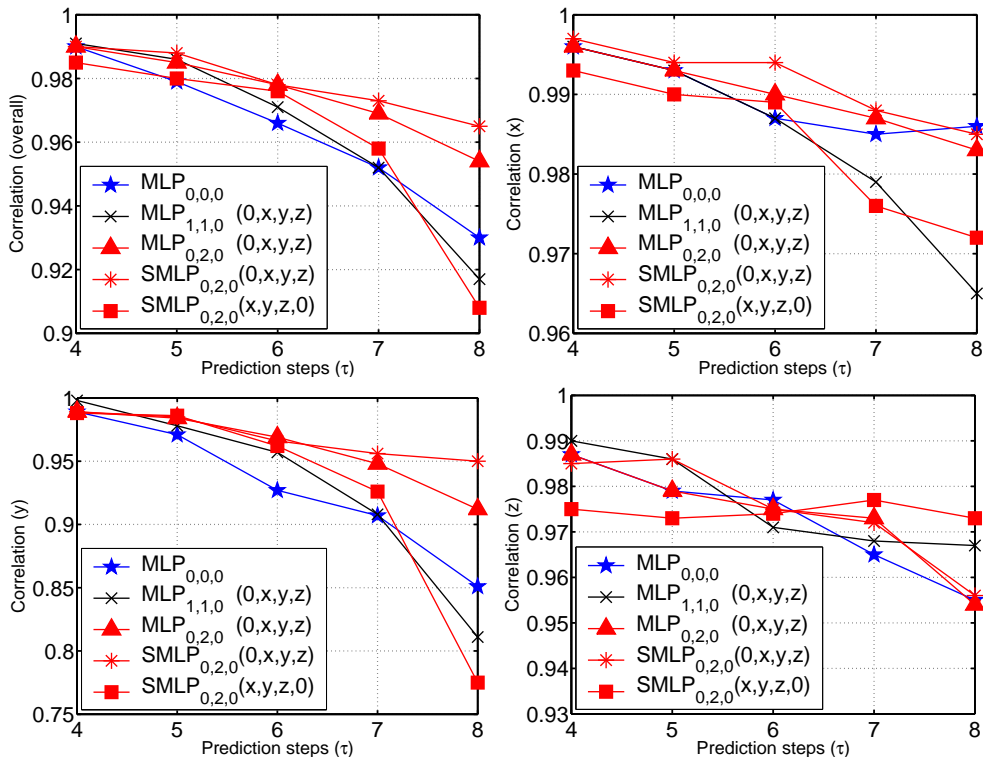 Correlation (overall)
1
0.98
0.96
0.94
0.92
0.9
MLP0,0,0
MLP1,1,0 (0,x,y,z)
MLP0,2,0 (0,x,y,z)
SMLP0,2,0(0,x,y,z)
SMLP0,2,0(x,y,z,0)
4 5 6 7 8
Prediction steps (τ)
Correlation (x)
1
0.99
0.98
0.97
0.96
MLP0,0,0
MLP1,1,0 (0,x,y,z)
MLP0,2,0 (0,x,y,z)
SMLP0,2,0(0,x,y,z)
SMLP0,2,0(x,y,z,0)
4 5 6 7 8
Prediction steps (τ)
Correlation (y)
1
0.95
0.9
0.85
0.8
0.75
MLP0,0,0
MLP1,1,0 (0,x,y,z)
MLP0,2,0 (0,x,y,z)
SMLP0,2,0(0,x,y,z)
SMLP0,2,0(x,y,z,0)
4 5 6 7 8
Prediction steps (τ)
Correlation (z)
1
0.99
0.98
0.97
0.96
0.95
0.94
0.93
MLP0,0,0
MLP1,1,0 (0,x,y,z)
MLP0,2,0 (0,x,y,z)
SMLP0,2,0(0,x,y,z)
SMLP0,2,0(x,y,z,0)
4 5 6 7 8
Prediction steps (τ)